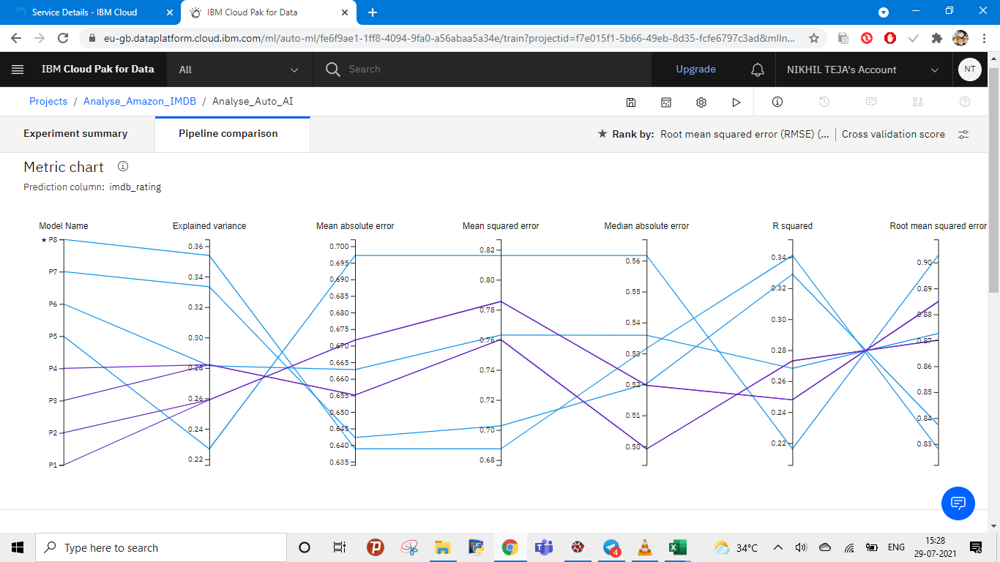 Service Details - IBM Cloud
IBM Cloud Pak for Data
eu-gb.dataplatform.cloud.ibm.com/ml/auto-ml/fe6f9ae1-1ff8-4094-9fa0-a56abaa5a34e/train?projectid=f7e015f1-5b66-49eb-8d35-fcfe6797c3ad&mlIn...
IBM Cloud Pak for Data
All
Search
Upgrade
NIKHIL TEJA's Account
NT
Projects / Analyse_Amazon_IMDB / Analyse_Auto_AI
Experiment summary
Pipeline comparison
★ Rank by: Root mean squared error (RMSE) (... | Cross validation score
Metric chart
Prediction column: imdb_rating
Model Name
Explained variance
Mean absolute error
Mean squared error
Median absolute error
R squared
Root mean squared error
★ P8
P7
P6
P5
P4
P3
P2
P1
0.36
0.34
0.32
0.30
0.28
0.26
0.24
0.22
0.700
0.695
0.690
0.685
0.680
0.675
0.670
0.665
0.660
0.655
0.650
0.645
0.640
0.635
0.82
0.80
0.78
0.76
0.74
0.72
0.70
0.68
0.56
0.55
0.54
0.53
0.52
0.51
0.50
0.34
0.32
0.30
0.28
0.26
0.24
0.22
0.90
0.89
0.88
0.87
0.86
0.85
0.84
0.83
Type here to search
4
34°C
ENG
15:28
29-07-2021